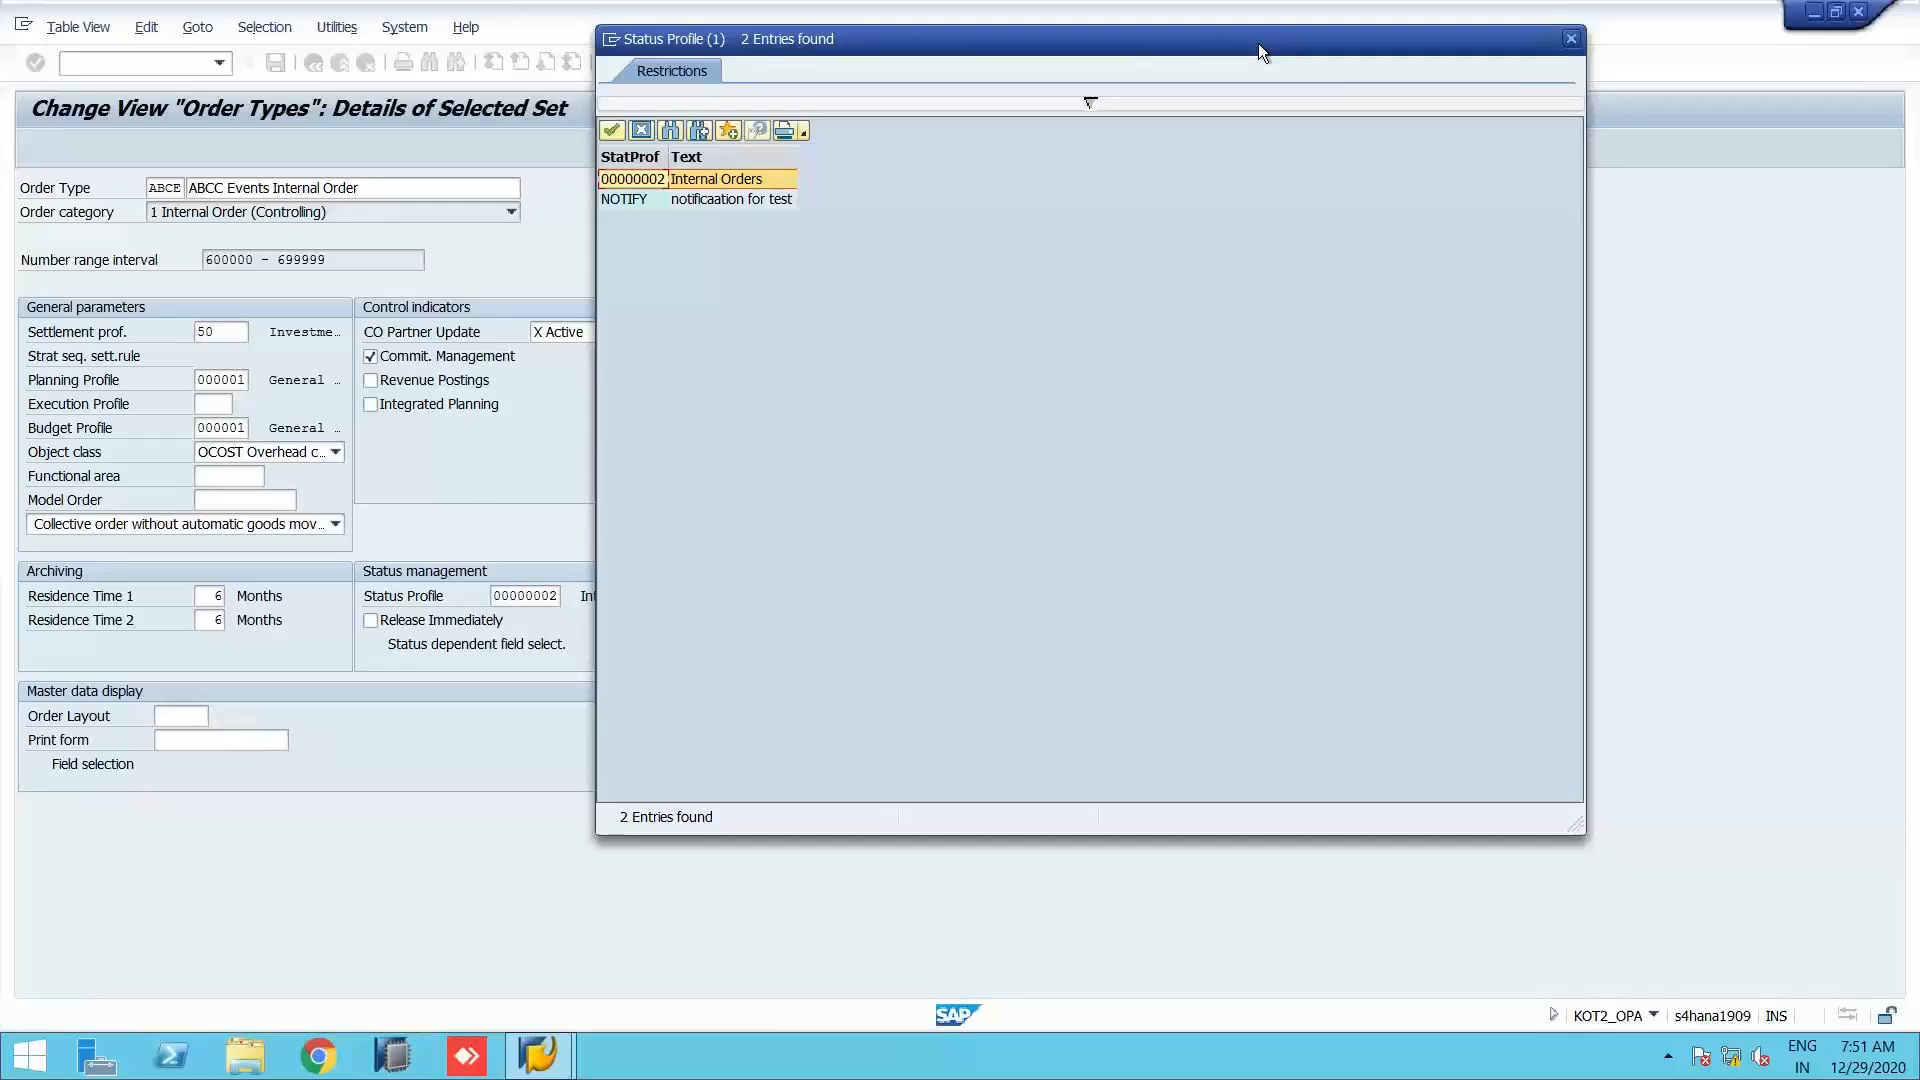 Table View Edit Goto Selection Utilities System Help
Change View "Order Types": Details of Selected Set
Order Type ABCE ABCC Events Internal Order
Order category 1 Internal Order (Controlling)
Number range interval 600000 - 699999
General parameters
Settlement prof. 50 Investme…
Strat seq. sett.rule
Planning Profile 000001 General …
Execution Profile
Budget Profile 000001 General …
Object class OCOST Overhead c…
Functional area
Model Order
Collective order without automatic goods mov…
Control indicators
CO Partner Update X Active
Commit. Management
Revenue Postings
Integrated Planning
Archiving
Residence Time 1 6 Months
Residence Time 2 6 Months
Status management
Status Profile 00000002
Release Immediately
Status dependent field select.
Master data display
Order Layout
Print form
Field selection
Status Profile (1) 2 Entries found
Restrictions
StatProf Text
00000002 Internal Orders
NOTIFY notificaation for test
2 Entries found
SAP
KOT2_OPA s4hana1909 INS
ENG 7:51 AM
IN 12/29/2020